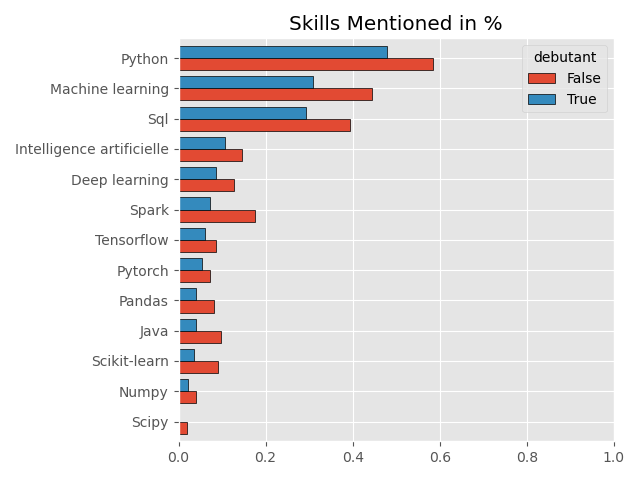 Skills Mentioned in %
debutant
False
True
Python
Machine learning
Sql
Intelligence artificielle
Deep learning
Spark
Tensorflow
Pytorch
Pandas
Java
Scikit-learn
Numpy
Scipy
0.0 0.2 0.4 0.6 0.8 1.0